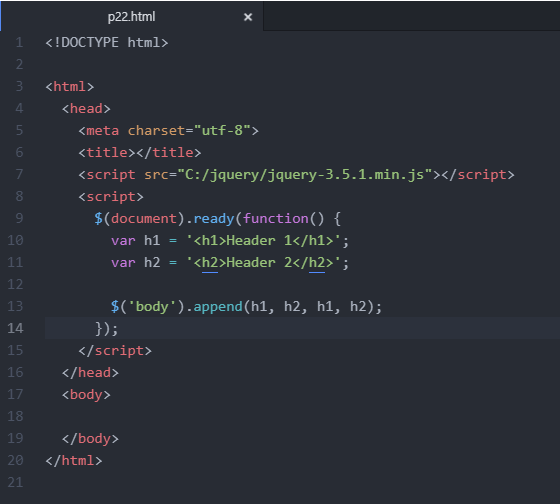 p22.html ×
1 <!DOCTYPE html>
2
3 <html>
4   <head>
5     <meta charset="utf-8">
6     <title></title>
7     <script src="C:/jquery/jquery-3.5.1.min.js"></script>
8     <script>
9       $(document).ready(function() {
10         var h1 = '<h1>Header 1</h1>';
11         var h2 = '<h2>Header 2</h2>';
12
13         $('body').append(h1, h2, h1, h2);
14       });
15     </script>
16   </head>
17   <body>
18
19   </body>
20 </html>
21